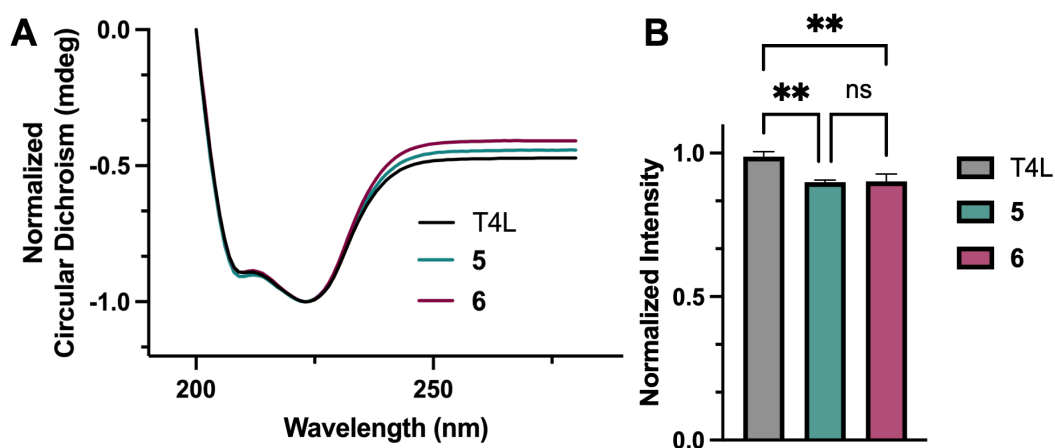 A
Normalized
Circular Dichroism (mdeg)
0.0
-0.5
-1.0
200
250
Wavelength (nm)
T4L
5
6
B
**
**
ns
Normalized Intensity
1.0
0.5
0.0
T4L
5
6